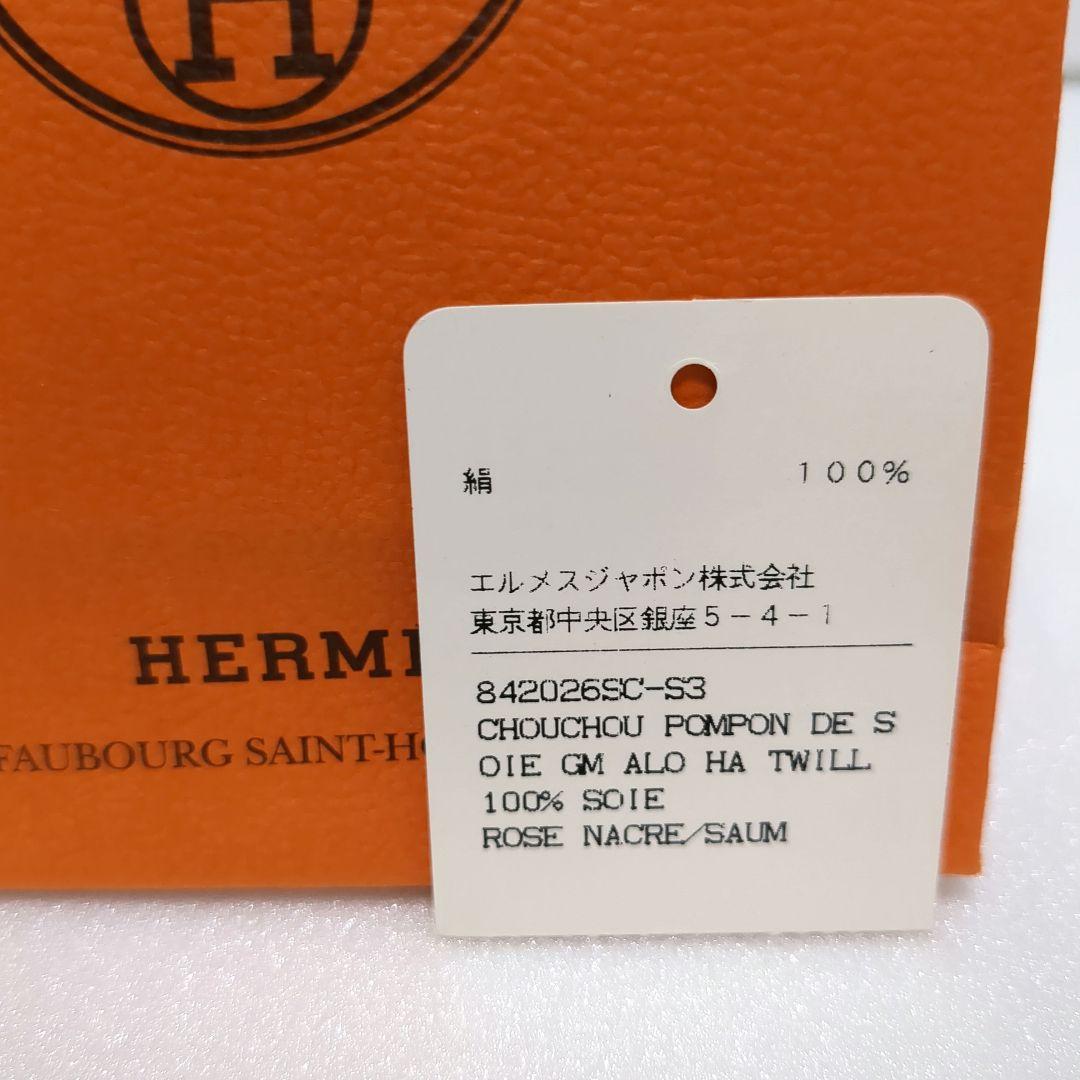 H
HERM
FAUBOURG SAINT-H
絹 100%
エルメスジャポン株式会社
東京都中央区銀座5-4-1
842026SC-S3
CHOUCHOU POMPON DE S
OIE GM ALO HA TWILL
100% SOIE
ROSE NACRE/SAUM